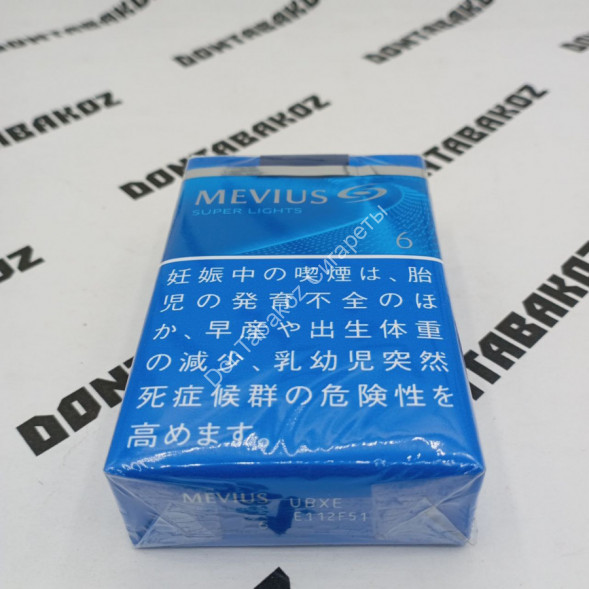 DONTABAKOZ
DONTABAKOZ
DONTABAKOZ
MEVIUS
SUPER LIGHTS
6
妊娠中の喫煙は、胎
児の発育不全のほ
か、早産や出生体重
の減少、乳幼児突然
死症候群の危険性を
高めます。
DonTabakoz Сигареты
MEVIUS UBXE
E112F51